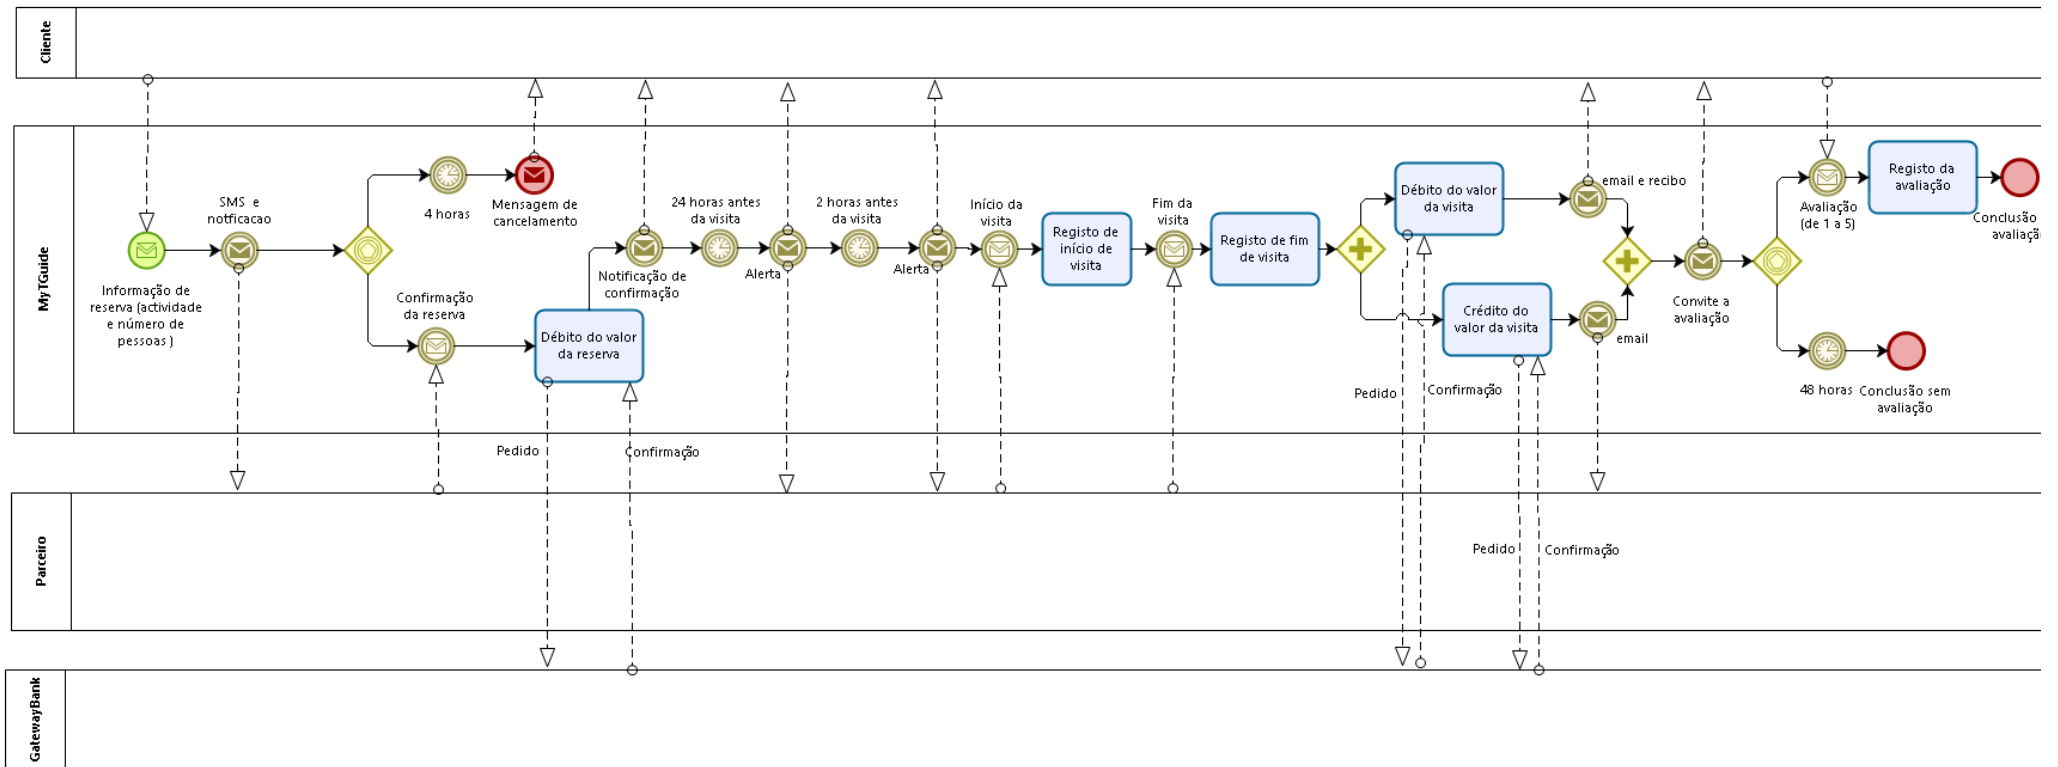 Cliente
MyTGuide
Parceiro
GatewayBank
Informação de
reserva (actividade
e número de
pessoas )
SMS e
notficacao
4 horas
Mensagem de
cancelamento
Confirmação
da reserva
Débito do valor
da reserva
Pedido
Confirmação
Notificação de
confirmação
24 horas antes
da visita
Alerta
2 horas antes
da visita
Alerta
Início da
visita
Registo de
início de
visita
Fim da
visita
Registo de fim
de visita
Débito do valor
da visita
Pedido
Confirmação
Crédito do
valor da visita
Pedido
Confirmação
email e recibo
email
Convite a
avaliação
Avaliação
(de 1 a 5)
Registo da
avaliação
Conclusão
48 horas
Conclusão sem
avaliação